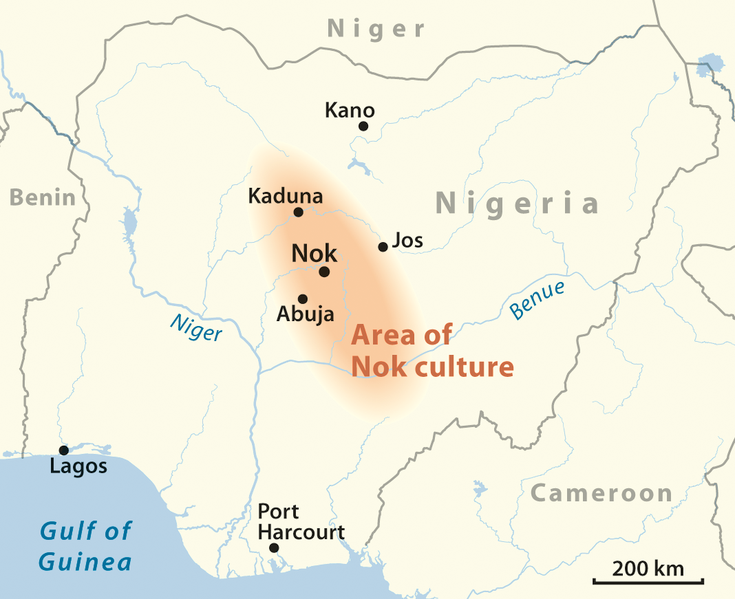 Niger
Kano
Benin
Kaduna
Nigeria
Nok
Jos
Abuja
Niger
Benue
Area of
Nok culture
Lagos
Gulf of
Guinea
Port
Harcourt
Cameroon
200 km